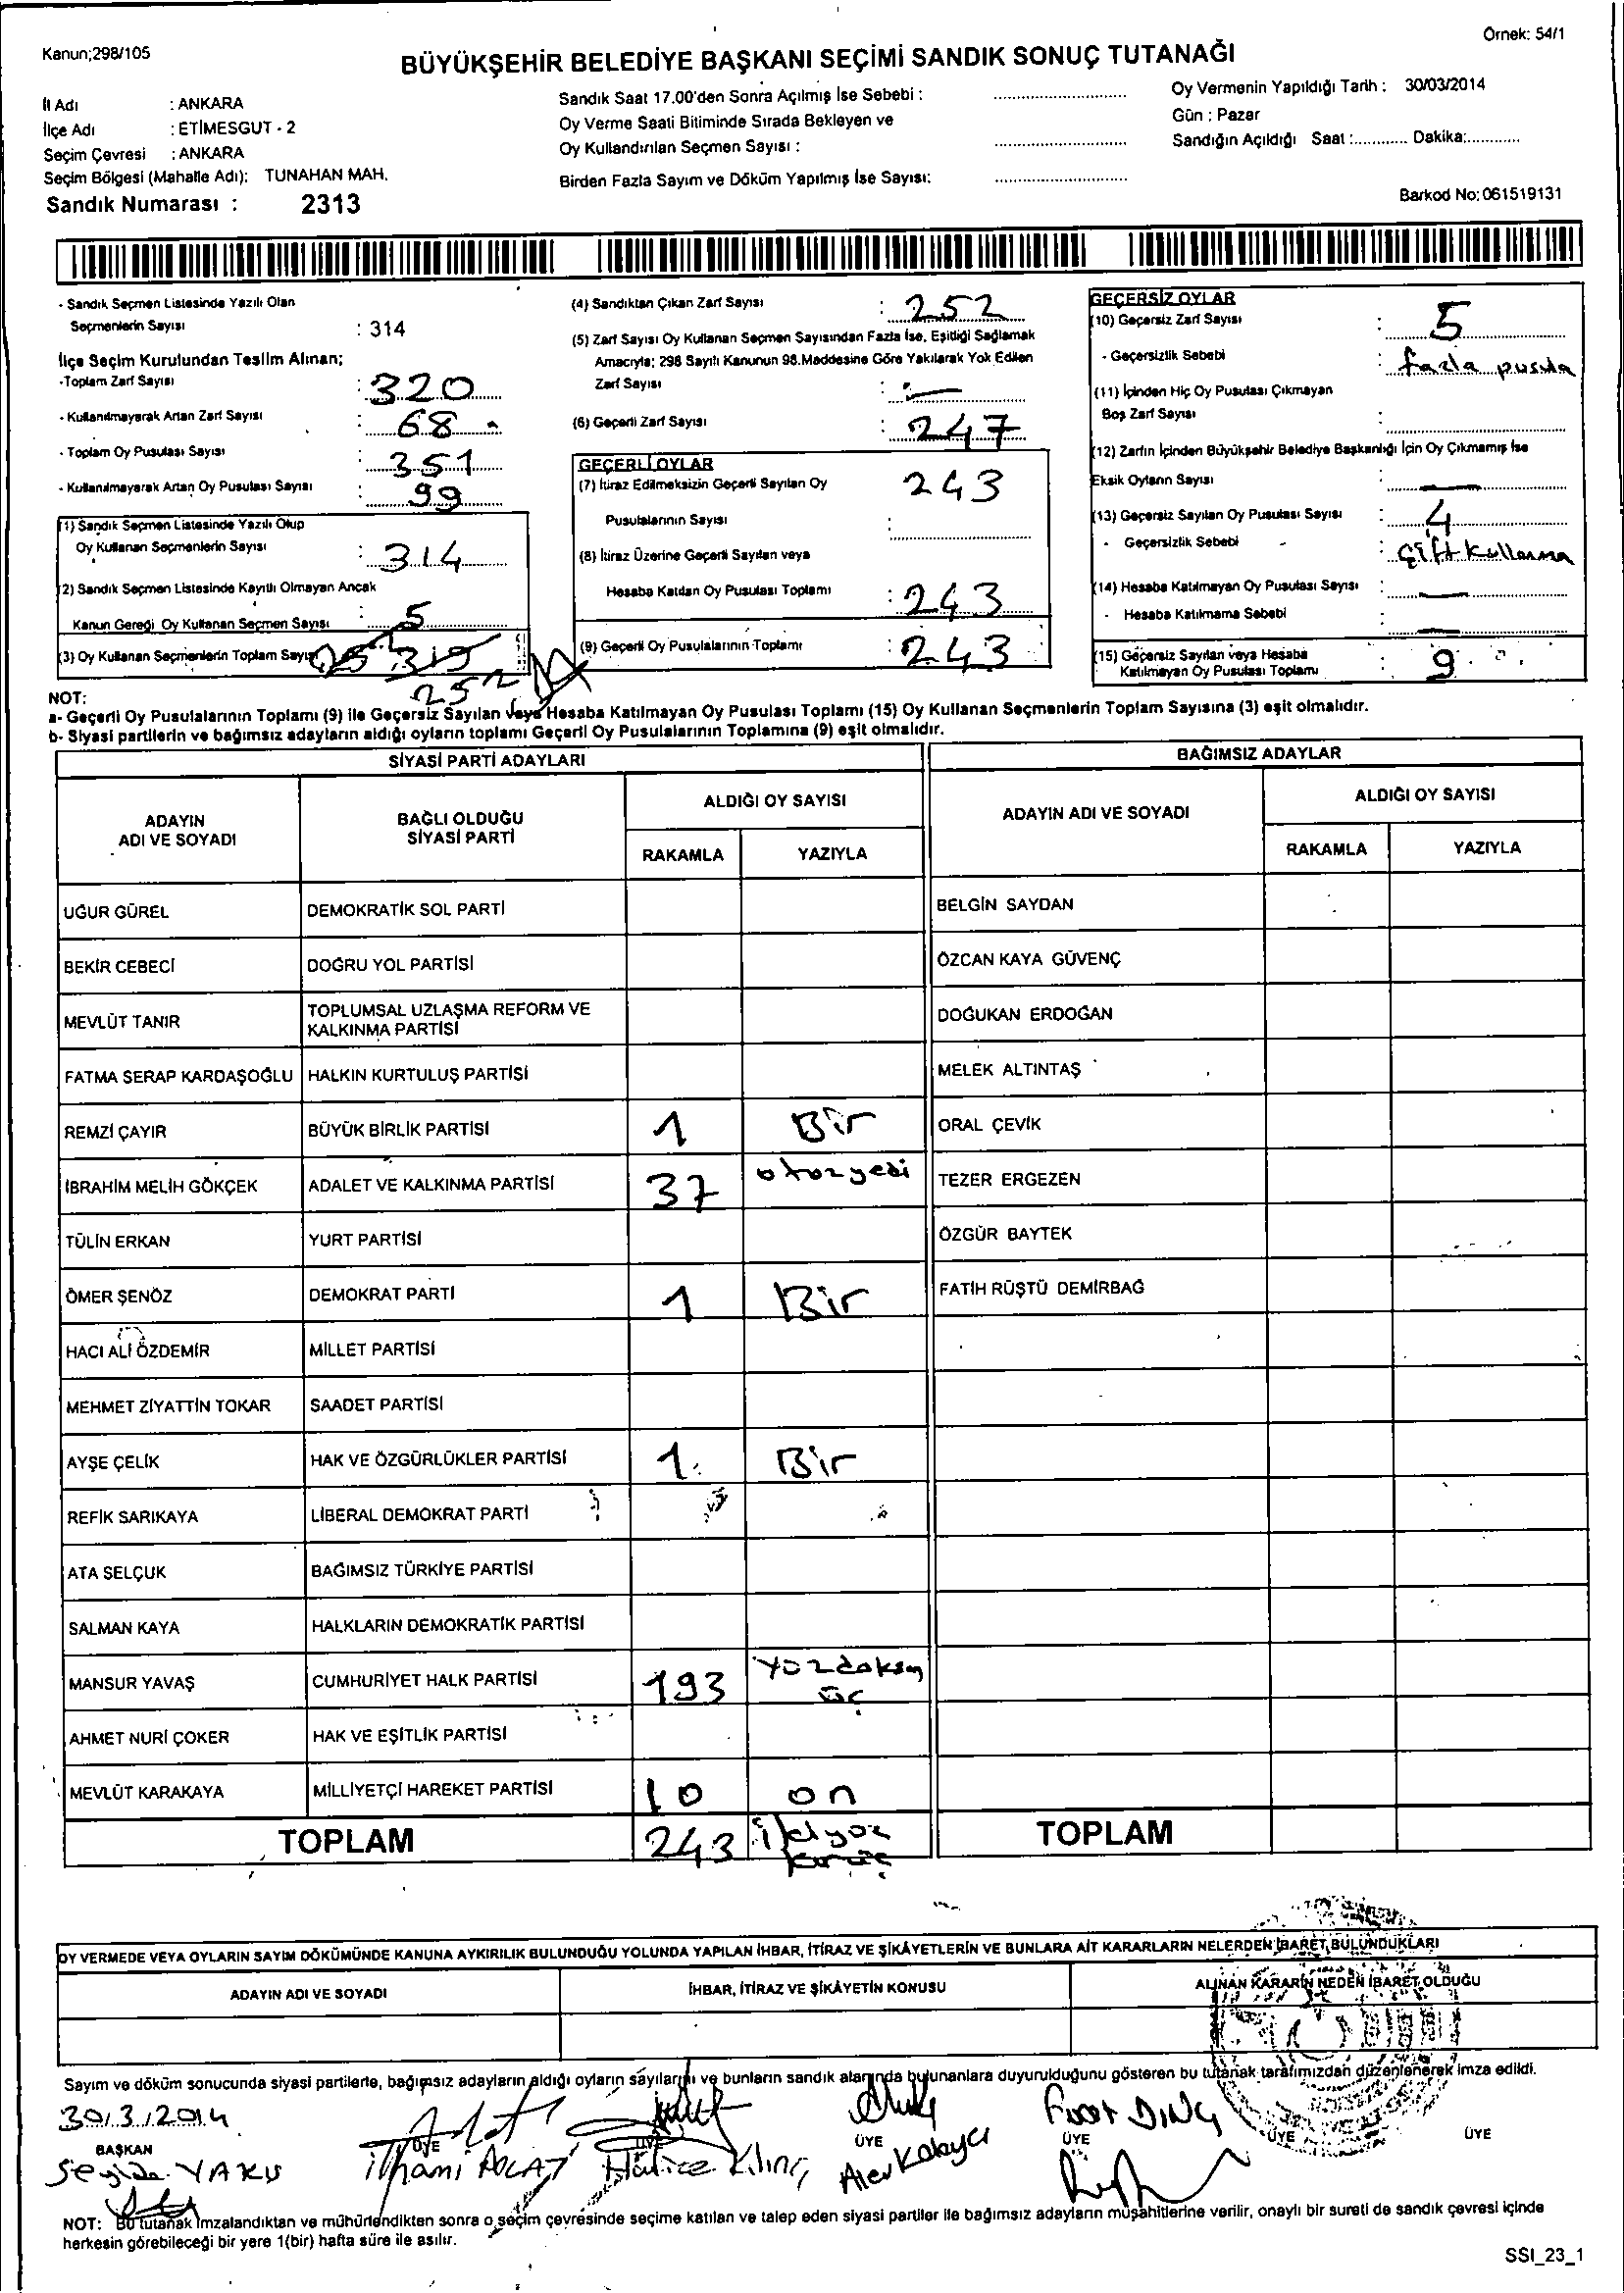 Kanun;298/105
Örnek: 54/1
BÜYÜKŞEHİR BELEDİYE BAŞKANI SEÇİMİ SANDIK SONUÇ TUTANAĞI
İl Adı : ANKARA
İlçe Adı : ETİMESGUT - 2
Seçim Çevresi : ANKARA
Seçim Bölgesi (Mahalle Adı): TUNAHAN MAH.
Sandık Numarası : 2313
Sandık Saat 17.00'den Sonra Açılmış İse Sebebi :
Oy Verme Saati Bitiminde Sırada Bekleyen ve
Oy Kullandırılan Seçmen Sayısı :
Birden Fazla Sayım ve Döküm Yapılmış İse Sayısı:
Oy Vermenin Yapıldığı Tarih : 30/03/2014
Gün : Pazar
Sandığın Açıldığı Saat :............ Dakika:............
Barkod No:061519131
- Sandık Seçmen Listesinde Yazılı Olan
Seçmenlerin Sayısı : 314
İlçe Seçim Kurulundan Teslim Alınan;
-Toplam Zarf Sayısı : 320
- Kullanılmayarak Artan Zarf Sayısı : 68
- Toplam Oy Pusulası Sayısı : 351
- Kullanılmayarak Artan Oy Pusulası Sayısı : 99
(1) Sandık Seçmen Listesinde Yazılı Olup
Oy Kullanan Seçmenlerin Sayısı : 314
(2) Sandık Seçmen Listesinde Kayıtlı Olmayan Ancak
Kanun Gereği Oy Kullanan Seçmen Sayısı : 5
(3) Oy Kullanan Seçmenlerin Toplam Sayısı 319
252
(4) Sandıktan Çıkan Zarf Sayısı : 252
(5) Zarf Sayısı Oy Kullanan Seçmen Sayısından Fazla İse, Eşitliği Sağlamak
Amacıyla; 298 Sayılı Kanunun 98.Maddesine Göre Yakılarak Yok Edilen
Zarf Sayısı : —
(6) Geçerli Zarf Sayısı : 247
GEÇERLİ OYLAR
(7) İtiraz Edilmeksizin Geçerli Sayılan Oy 243
Pusulalarının Sayısı :
(8) İtiraz Üzerine Geçerli Sayılan veya
Hesaba Katılan Oy Pusulası Toplamı : 243
(9) Geçerli Oy Pusulalarının Toplamı : 243
GEÇERSİZ OYLAR
(10) Geçersiz Zarf Sayısı : 5
- Geçersizlik Sebebi : fazla pusula
(11) İçinden Hiç Oy Pusulası Çıkmayan
Boş Zarf Sayısı :
(12) Zarfın İçinden Büyükşehir Belediye Başkanlığı İçin Oy Çıkmamış İse
Eksik Oyların Sayısı : —
(13) Geçersiz Sayılan Oy Pusulası Sayısı : 4
- Geçersizlik Sebebi : Çift kullanma
(14) Hesaba Katılmayan Oy Pusulası Sayısı : —
- Hesaba Katılmama Sebebi : —
(15) Geçersiz Sayılan veya Hesaba
Katılmayan Oy Pusulası Toplamı : 9
NOT:
a- Geçerli Oy Pusulalarının Toplamı (9) ile Geçersiz Sayılan veya Hesaba Katılmayan Oy Pusulası Toplamı (15) Oy Kullanan Seçmenlerin Toplam Sayısına (3) eşit olmalıdır.
b- Siyasi partilerin ve bağımsız adayların aldığı oyların toplamı Geçerli Oy Pusulalarının Toplamına (9) eşit olmalıdır.
SİYASİ PARTİ ADAYLARI
ADAYIN ADI VE SOYADI BAĞLI OLDUĞU SİYASİ PARTİ ALDIĞI OY SAYISI
RAKAMLA YAZIYLA
UĞUR GÜREL DEMOKRATİK SOL PARTİ
BEKİR CEBECİ DOĞRU YOL PARTİSİ
MEVLÜT TANIR TOPLUMSAL UZLAŞMA REFORM VE KALKINMA PARTİSİ
FATMA SERAP KARDAŞOĞLU HALKIN KURTULUŞ PARTİSİ
REMZİ ÇAYIR BÜYÜK BİRLİK PARTİSİ 1 Bir
İBRAHİM MELİH GÖKÇEK ADALET VE KALKINMA PARTİSİ 37 otuzyedi
TÜLİN ERKAN YURT PARTİSİ
ÖMER ŞENÖZ DEMOKRAT PARTİ 1 Bir
HACI ALİ ÖZDEMİR MİLLET PARTİSİ
MEHMET ZİYATTİN TOKAR SAADET PARTİSİ
AYŞE ÇELİK HAK VE ÖZGÜRLÜKLER PARTİSİ 1 Bir
REFİK SARIKAYA LİBERAL DEMOKRAT PARTİ
ATA SELÇUK BAĞIMSIZ TÜRKİYE PARTİSİ
SALMAN KAYA HALKLARIN DEMOKRATİK PARTİSİ
MANSUR YAVAŞ CUMHURİYET HALK PARTİSİ 193 Yüzdoksan üç
AHMET NURİ ÇOKER HAK VE EŞİTLİK PARTİSİ
MEVLÜT KARAKAYA MİLLİYETÇİ HAREKET PARTİSİ 10 on
TOPLAM 243 ikiyüz kırküç
BAĞIMSIZ ADAYLAR
ADAYIN ADI VE SOYADI ALDIĞI OY SAYISI
RAKAMLA YAZIYLA
BELGİN SAYDAN
ÖZCAN KAYA GÜVENÇ
DOĞUKAN ERDOĞAN
MELEK ALTINTAŞ
ORAL ÇEVİK
TEZER ERGEZEN
ÖZGÜR BAYTEK
FATİH RÜŞTÜ DEMİRBAĞ
TOPLAM
OY VERMEDE VEYA OYLARIN SAYIM DÖKÜMÜNDE KANUNA AYKIRILIK BULUNDUĞU YOLUNDA YAPILAN İHBAR, İTİRAZ VE ŞİKÂYETLERİN VE BUNLARA AİT KARARLARIN NELERDEN İBARET BULUNDUKLARI
ADAYIN ADI VE SOYADI İHBAR, İTİRAZ VE ŞİKÂYETİN KONUSU ALINAN KARARIN NEDEN İBARET OLDUĞU
Sayım ve döküm sonucunda siyasi partilerle, bağımsız adayların aldığı oyların sayılarını ve bunların sandık alanında bulunanlara duyurulduğunu gösteren bu tutanak tarafımızdan düzenlenerek imza edildi.
30/3/2014
BAŞKAN ÜYE ÜYE ÜYE ÜYE ÜYE ÜYE
İlhami POLAT Hatice Kılınç Alev Kalaycı Fırat DİNÇ
NOT: Bu tutanak imzalandıktan ve mühürlendikten sonra o seçim çevresinde seçime katılan ve talep eden siyasi partiler ile bağımsız adayların müşahitlerine verilir, onaylı bir sureti de sandık çevresi içinde
herkesin görebileceği bir yere 1(bir) hafta süre ile asılır.
SSI_23_1